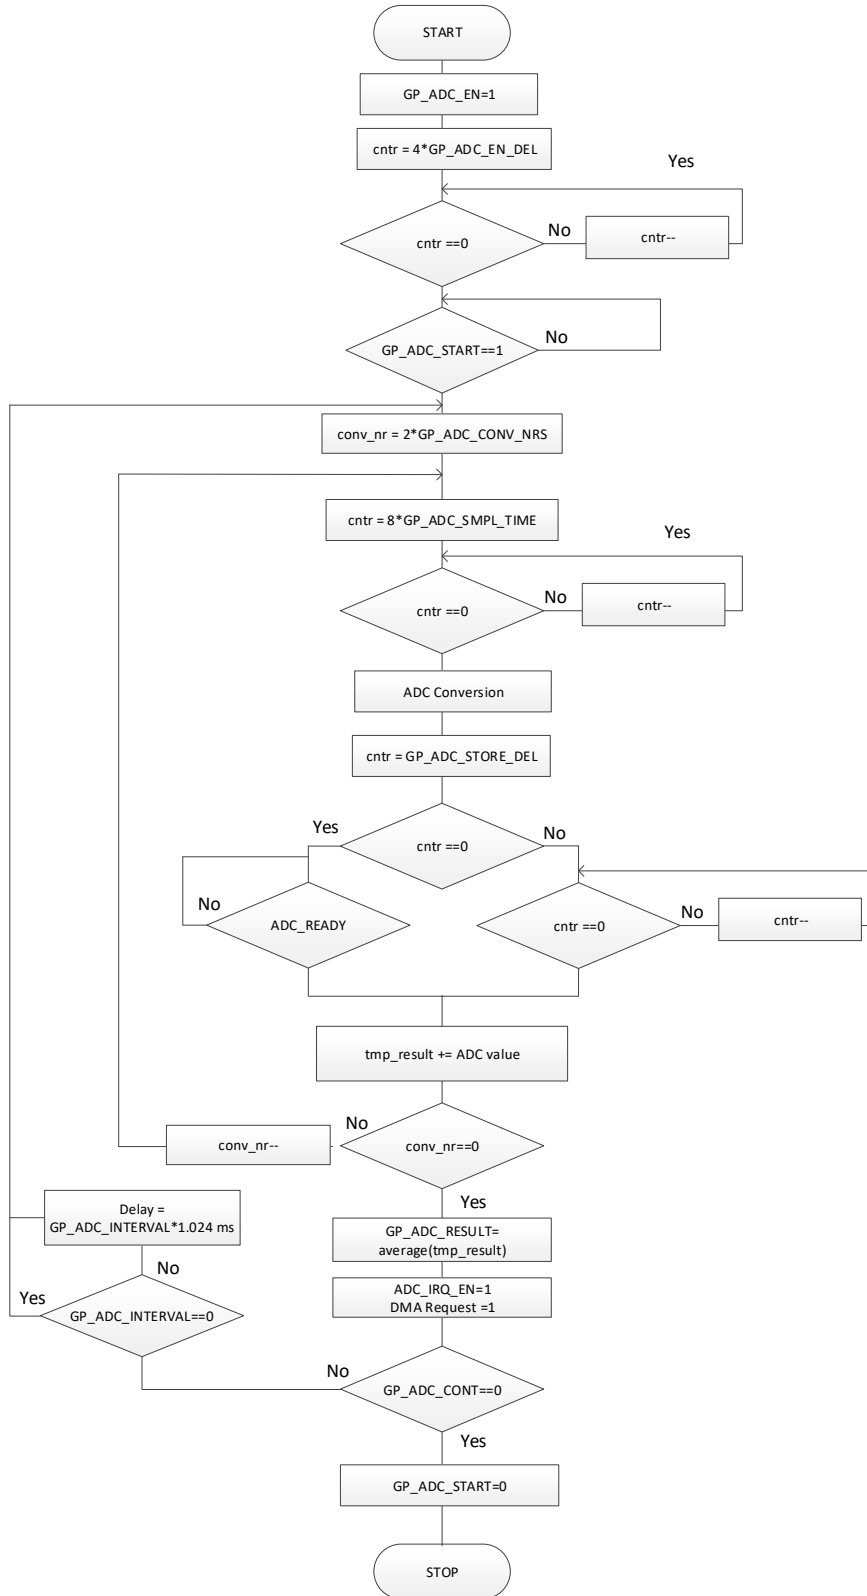 START
GP_ADC_EN=1
cntr = 4*GP_ADC_EN_DEL
Yes
cntr ==0
No
cntr--
GP_ADC_START==1
No
conv_nr = 2*GP_ADC_CONV_NRS
cntr = 8*GP_ADC_SMPL_TIME
Yes
cntr ==0
No
cntr--
ADC Conversion
cntr = GP_ADC_STORE_DEL
Yes
cntr ==0
No
No
ADC_READY
cntr ==0
No
cntr--
tmp_result += ADC value
conv_nr--
No
conv_nr==0
Yes
Delay =
GP_ADC_INTERVAL*1.024 ms
GP_ADC_RESULT=
average(tmp_result)
No
Yes
GP_ADC_INTERVAL==0
ADC_IRQ_EN=1
DMA Request =1
No
GP_ADC_CONT==0
Yes
GP_ADC_START=0
STOP